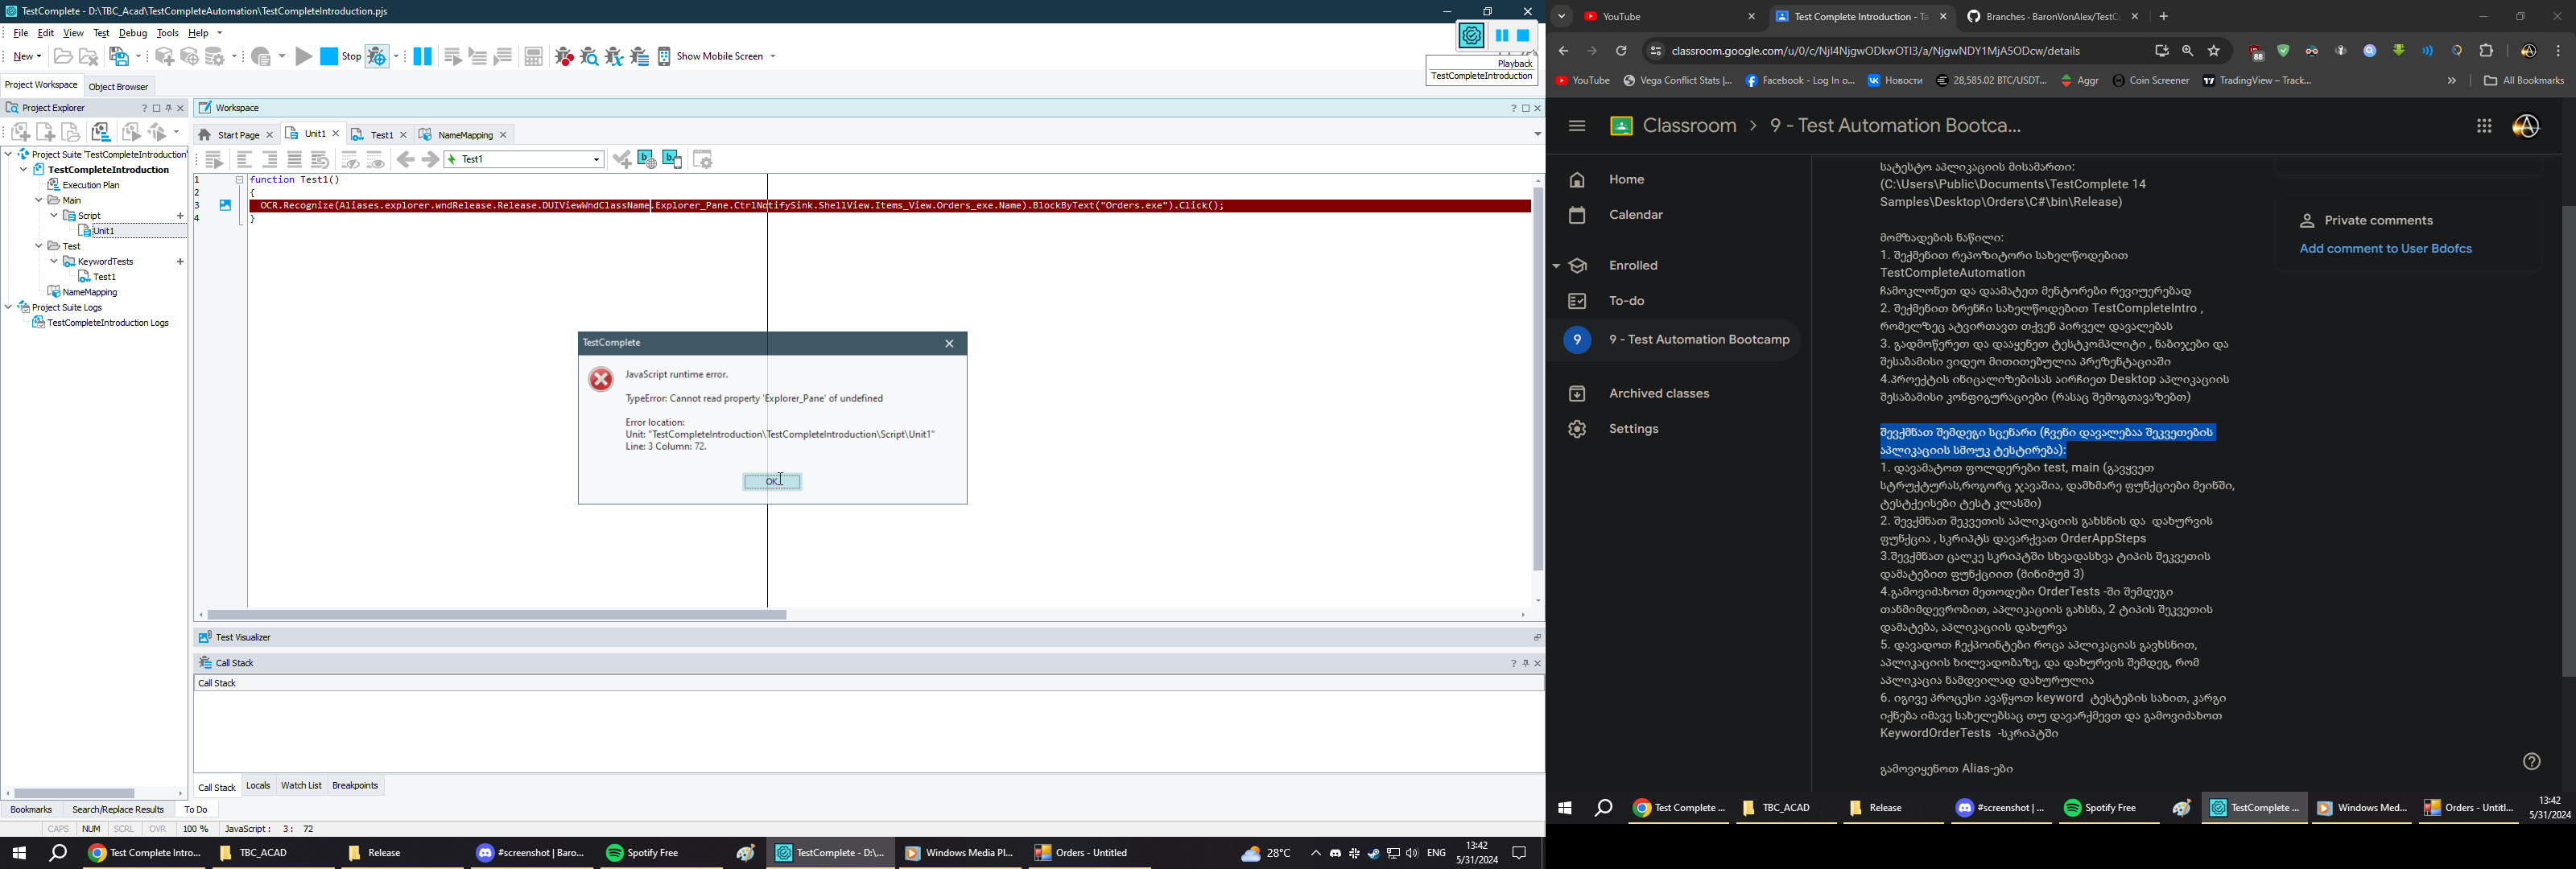 TestComplete - D:\TBC_Acad\TestCompleteAutomation\TestCompleteIntroduction.pjs
File Edit View Test Debug Tools Help
New
Stop
Show Mobile Screen
Playback
TestCompleteIntroduction
Project Workspace Object Browser
Project Explorer
Project Suite 'TestCompleteIntroduction'
TestCompleteIntroduction
Execution Plan
Main
Script
Unit1
Test
KeywordTests
Test1
NameMapping
Project Suite Logs
TestCompleteIntroduction Logs
Workspace
Start Page Unit1 Test1 NameMapping
Test1
1 function Test1()
2 {
3 OCR.Recognize(Aliases.explorer.wndRelease.Release.DUIViewWndClassName.Explorer_Pane.CtrlNotifySink.ShellView.Items_View.Orders_exe.Name).BlockByText("Orders.exe").Click();
4 }
TestComplete
JavaScript runtime error.
TypeError: Cannot read property 'Explorer_Pane' of undefined
Error location:
Unit: "TestCompleteIntroduction\TestCompleteIntroduction\Script\Unit1"
Line: 3 Column: 72.
OK
Test Visualizer
Call Stack
Call Stack
Call Stack Locals Watch List Breakpoints
Bookmarks Search/Replace Results To Do
CAPS NUM SCRL OVR 100 % JavaScript: 3: 72
Test Complete Intro... TBC_ACAD Release #screenshot | Baro... Spotify Free TestComplete - D:\... Windows Media Pl... Orders - Untitled 28°C ENG 13:42
5/31/2024
YouTube Test Complete Introduction - Ta Branches · BaronVonAlex/TestC
classroom.google.com/u/0/c/NjI4NjgwODkwOTI3/a/NjgwNDY1MjA5ODcw/details
88
YouTube Vega Conflict Stats |... Facebook - Log In o... Новости 28,585.02 BTC/USDT... Aggr Coin Screener TradingView – Track... All Bookmarks
Classroom 9 - Test Automation Bootca...
Home
Calendar
Enrolled
To-do
9 9 - Test Automation Bootcamp
Archived classes
Settings
სატესტო აპლიკაციის მისამართი:
(C:\Users\Public\Documents\TestComplete 14
Samples\Desktop\Orders\C#\bin\Release)
მომზადების ნაწილი:
1. შექმენით რეპოზიტორი სახელწოდებით
TestCompleteAutomation
ჩამოკლონეთ და დაამატეთ მენტორები რევიუერებად
2. შექმენით ბრენჩი სახელწოდებით TestCompleteIntro ,
რომელზეც ატვირთავთ თქვენ პირველ დავალებას
3. გადმოწერეთ და დააყენეთ ტესტკომპლიტი , ნაბიჯები და
შესაბამისი ვიდეო მითითებულია პრეზენტაციაში
4.პროექტის ინიცალიზებისას აირჩიეთ Desktop აპლიკაციის
შესაბამისი კონფიგურაციები (რასაც შემოგთავაზებთ)
შევქმნათ შემდეგი სცენარი (ჩვენი დავალებაა შეკვეთების
აპლიკაციის სმოუკ ტესტირება):
1. დავამატოთ ფოლდერები test, main (გავყვეთ
სტრუქტურას,როგორც ჯავაშია, დამხმარე ფუნქციები მეინში,
ტესტქეისები ტესტ კლასში)
2. შევქმნათ შეკვეთის აპლიკაციის გახსნის და დახურვის
ფუნქცია , სკრიპტს დავარქვათ OrderAppSteps
3.შევქმნათ ცალკე სკრიპტში სხვადასხვა ტიპის შეკვეთის
დამატებით ფუნქციით (მინიმუმ 3)
4.გამოვიძახოთ მეთოდები OrderTests -ში შემდეგი
თანმიმდევრობით, აპლიკაციის გახსნა, 2 ტიპის შეკვეთის
დამატება, აპლიკაციის დახურვა
5. დავადოთ ჩექპოინტები როცა აპლიკაციას გავხსნით,
აპლიკაციის ხილვადობაზე, და დახურვის შემდეგ, რომ
აპლიკაცია ნამდვილად დახურულია
6. იგივე პროცესი ავაწყოთ keyword ტესტების სახით, კარგი
იქნება იმავე სახელებსაც თუ დავარქმევთ და გამოვიძახოთ
KeywordOrderTests -სკრიპტში
გამოვიყენოთ Alias-ები
Private comments
Add comment to User Bdofcs
Test Complete ... TBC_ACAD Release #screenshot | ... Spotify Free TestComplete ... Windows Med... Orders - Untitl... 13:42
5/31/2024